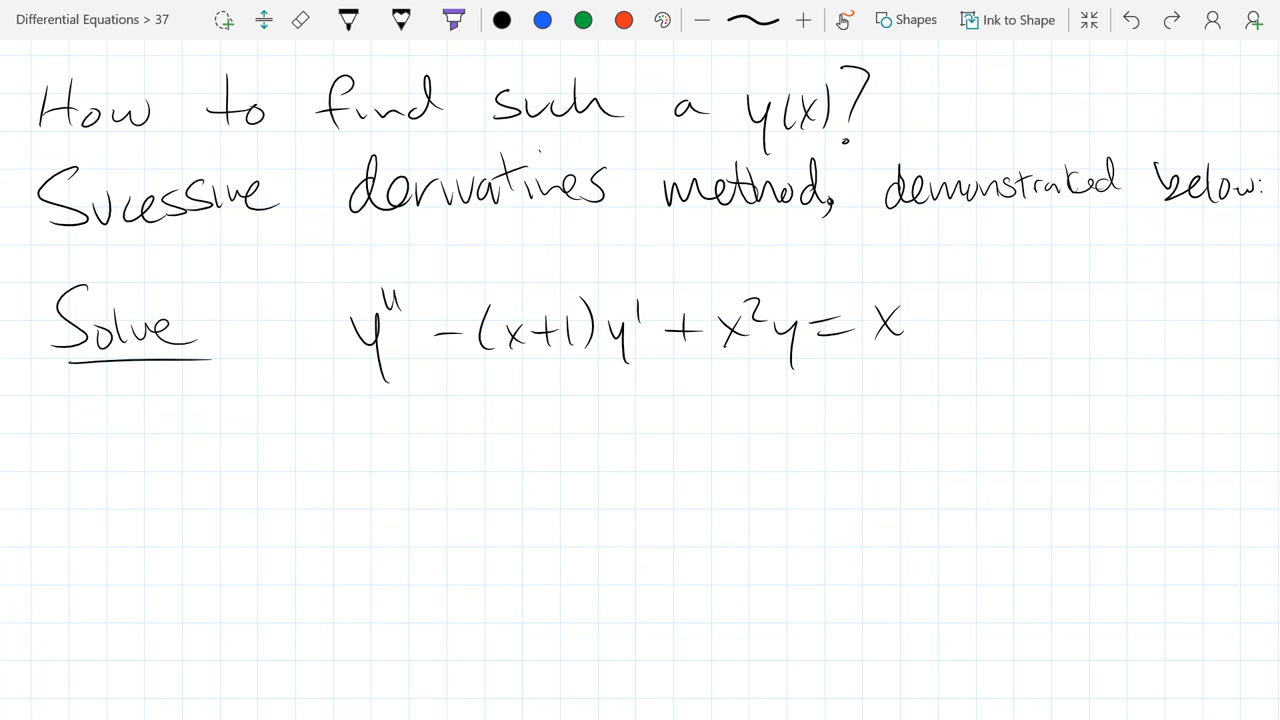 Differential Equations > 37
Shapes
Ink to Shape
How to find such a y(x)?
Sucessive derivatives method, demonstrated below:
Solve y'' - (x+1)y' + x²y = x